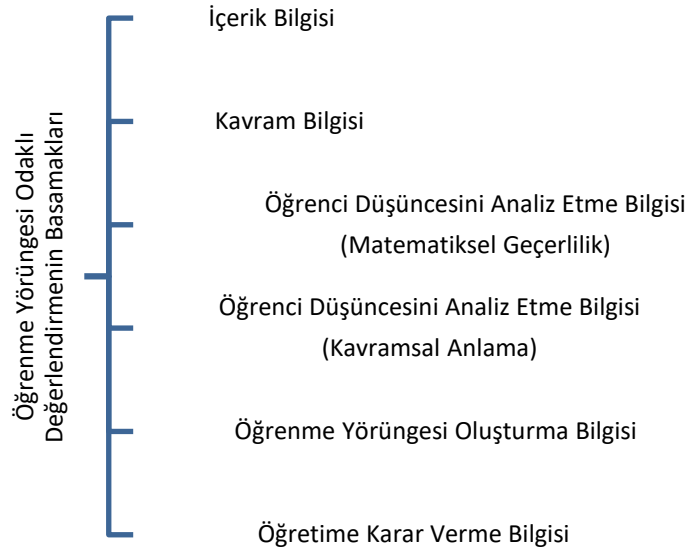 Öğrenme Yörüngesi Odaklı
Değerlendirmenin Basamakları
İçerik Bilgisi
Kavram Bilgisi
Öğrenci Düşüncesini Analiz Etme Bilgisi
(Matematiksel Geçerlilik)
Öğrenci Düşüncesini Analiz Etme Bilgisi
(Kavramsal Anlama)
Öğrenme Yörüngesi Oluşturma Bilgisi
Öğretime Karar Verme Bilgisi